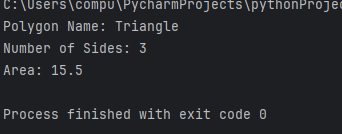 C:\Users\compu\PycharmProjects\pythonProje
Polygon Name: Triangle
Number of Sides: 3
Area: 15.5
Process finished with exit code 0